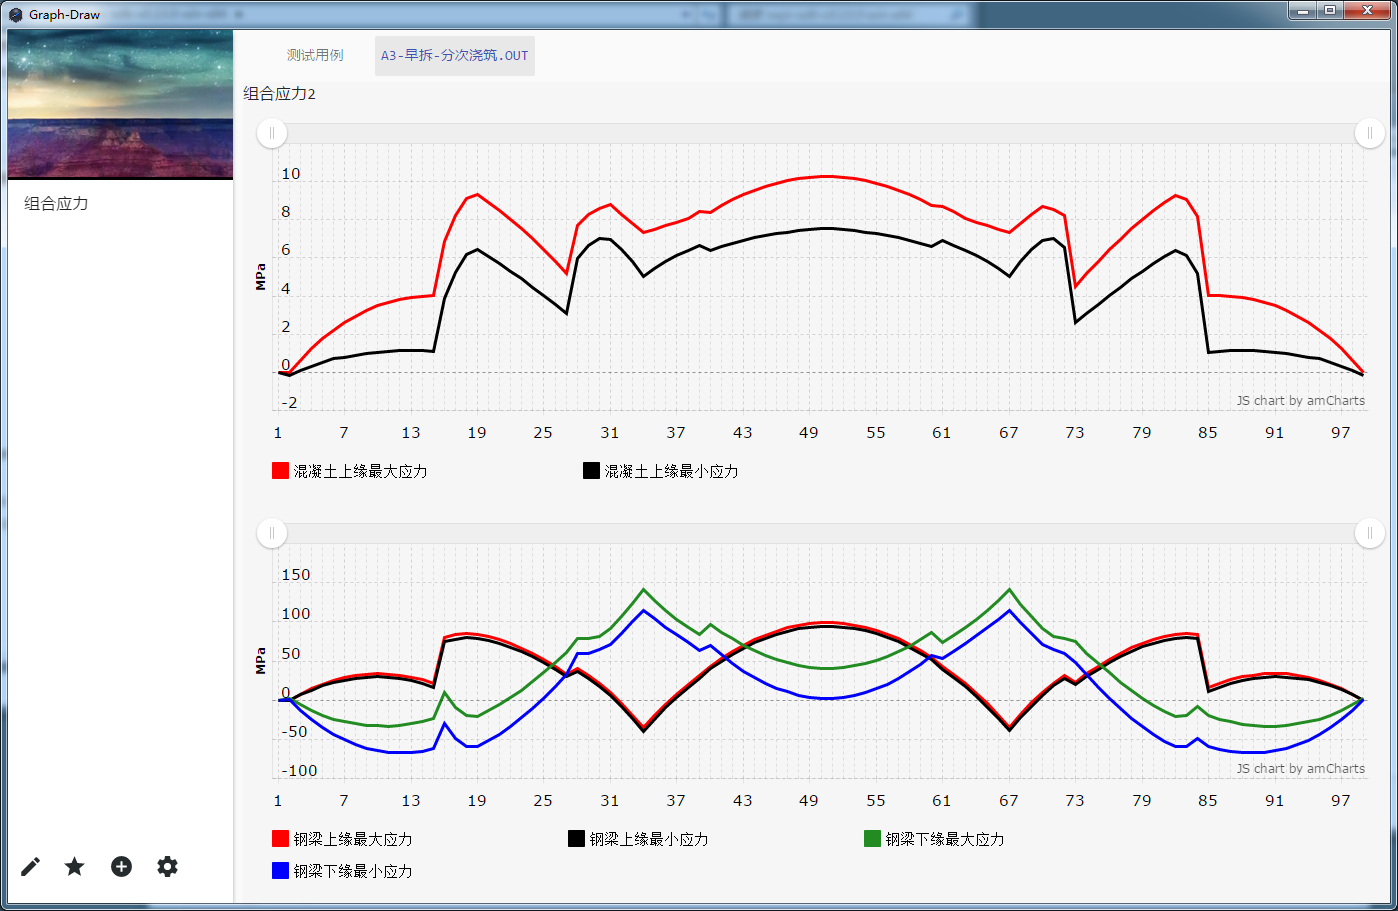 Graph-Draw
测试用例
A3-早拆-分次浇筑.OUT
组合应力2
组合应力
10
8
6
4
2
0
-2
MPa
JS chart by amCharts
1 7 13 19 25 31 37 43 49 55 61 67 73 79 85 91 97
混凝土上缘最大应力 混凝土上缘最小应力
150
100
50
0
-50
-100
MPa
JS chart by amCharts
1 7 13 19 25 31 37 43 49 55 61 67 73 79 85 91 97
钢梁上缘最大应力 钢梁上缘最小应力 钢梁下缘最大应力
钢梁下缘最小应力